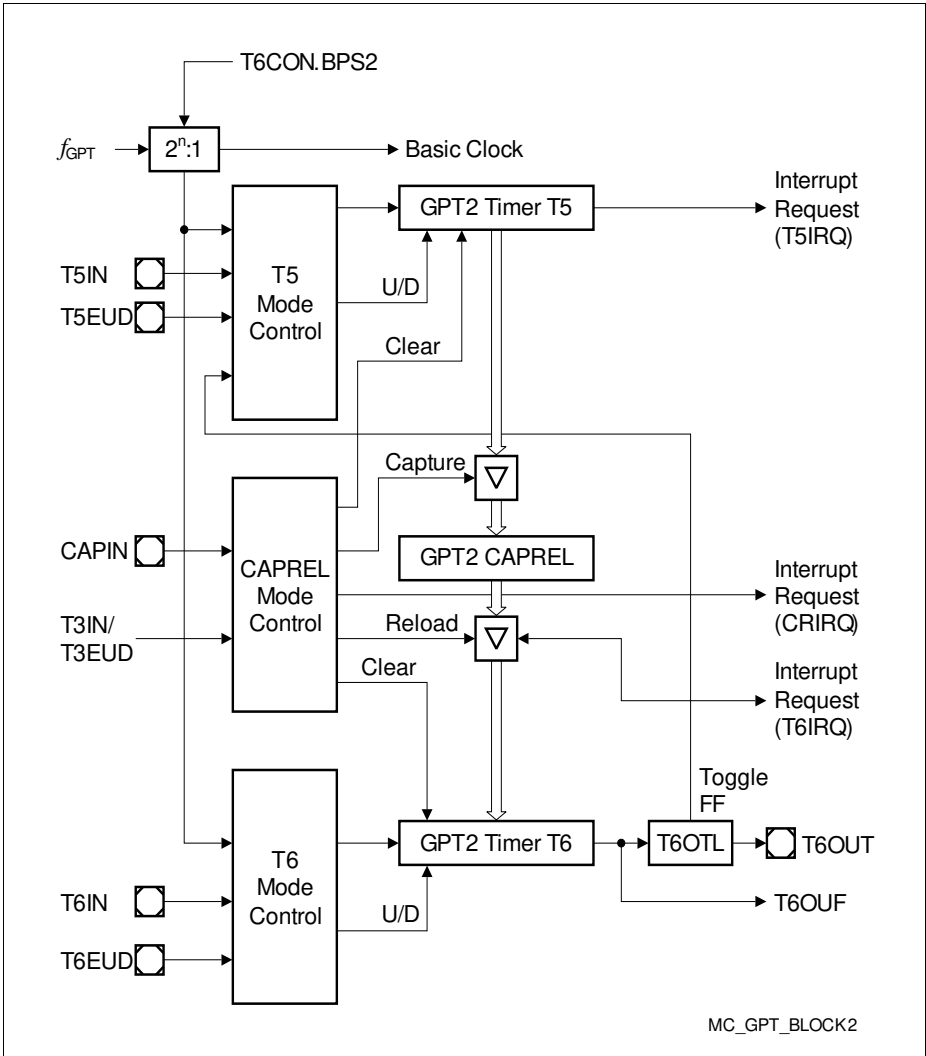 T6CON.BPS2
fGPT
2n:1
Basic Clock
T5IN
T5EUD
T5
Mode
Control
GPT2 Timer T5
U/D
Clear
Interrupt
Request
(T5IRQ)
Capture
CAPIN
T3IN/
T3EUD
CAPREL
Mode
Control
GPT2 CAPREL
Reload
Clear
Interrupt
Request
(CRIRQ)
Interrupt
Request
(T6IRQ)
Toggle
FF
T6IN
T6EUD
T6
Mode
Control
GPT2 Timer T6
U/D
T6OTL
T6OUT
T6OUF
MC_GPT_BLOCK2